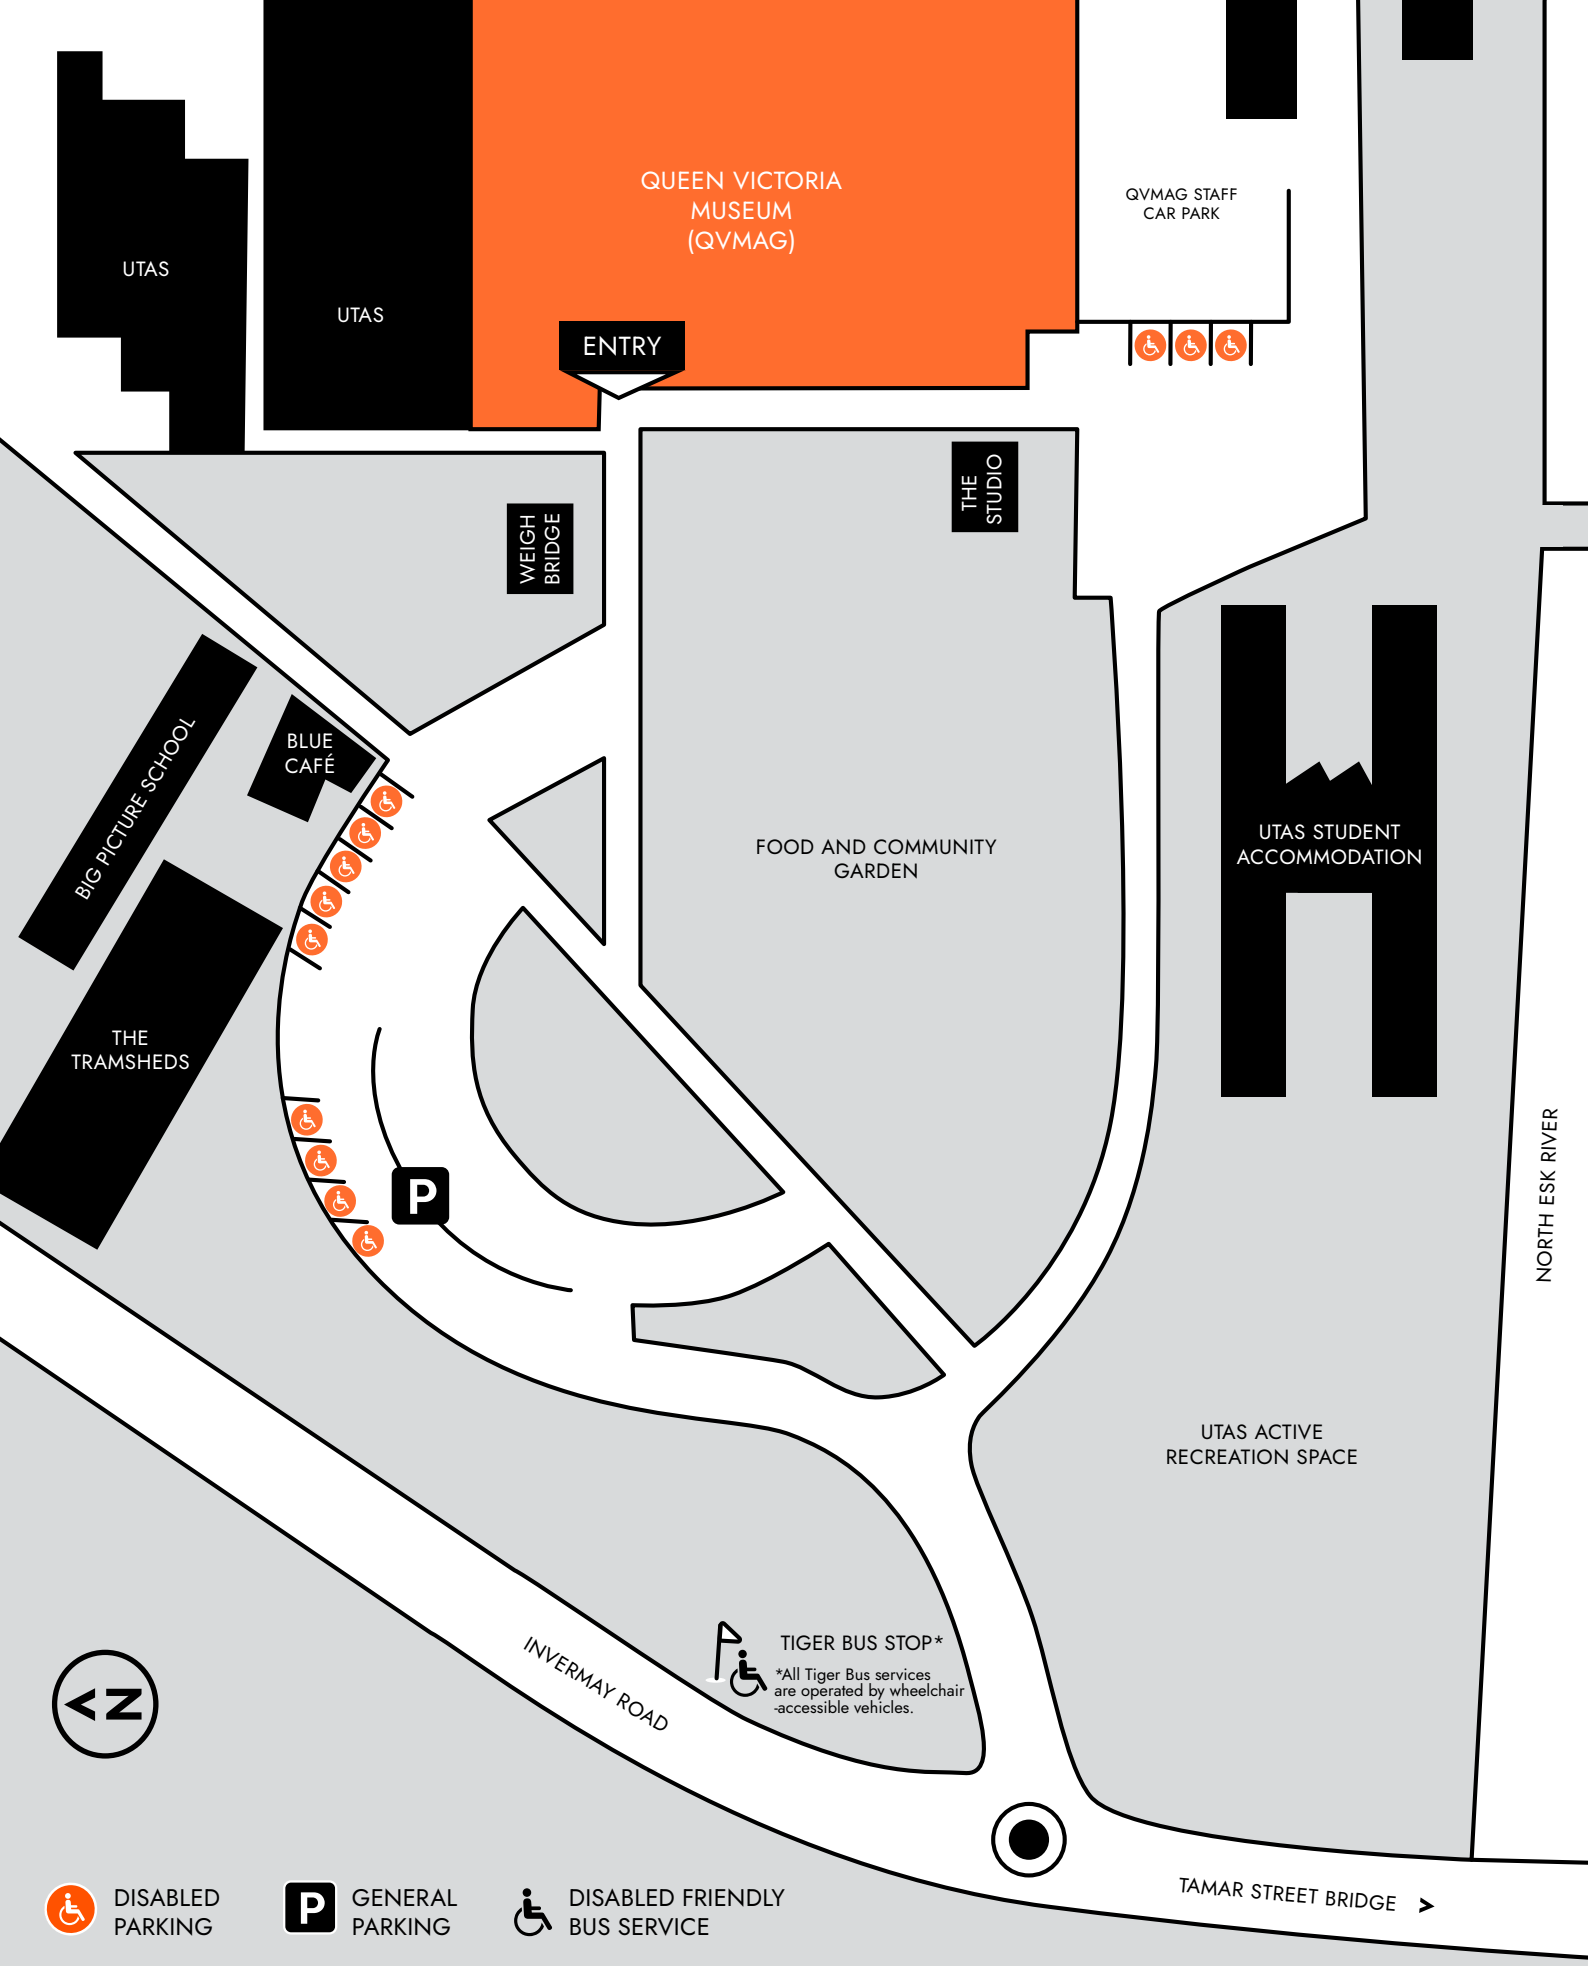 QUEEN VICTORIA
MUSEUM
(QVMAG)
QVMAG STAFF
CAR PARK
UTAS
UTAS
ENTRY
THE
STUDIO
WEIGH
BRIDGE
BIG PICTURE SCHOOL
BLUE
CAFÉ
FOOD AND COMMUNITY
GARDEN
UTAS STUDENT
ACCOMMODATION
THE
TRAMSHEDS
P
NORTH ESK RIVER
UTAS ACTIVE
RECREATION SPACE
INVERMAY ROAD
TIGER BUS STOP*
*All Tiger Bus services
are operated by wheelchair
-accessible vehicles.
N
TAMAR STREET BRIDGE >
DISABLED
PARKING
P
GENERAL
PARKING
DISABLED FRIENDLY
BUS SERVICE